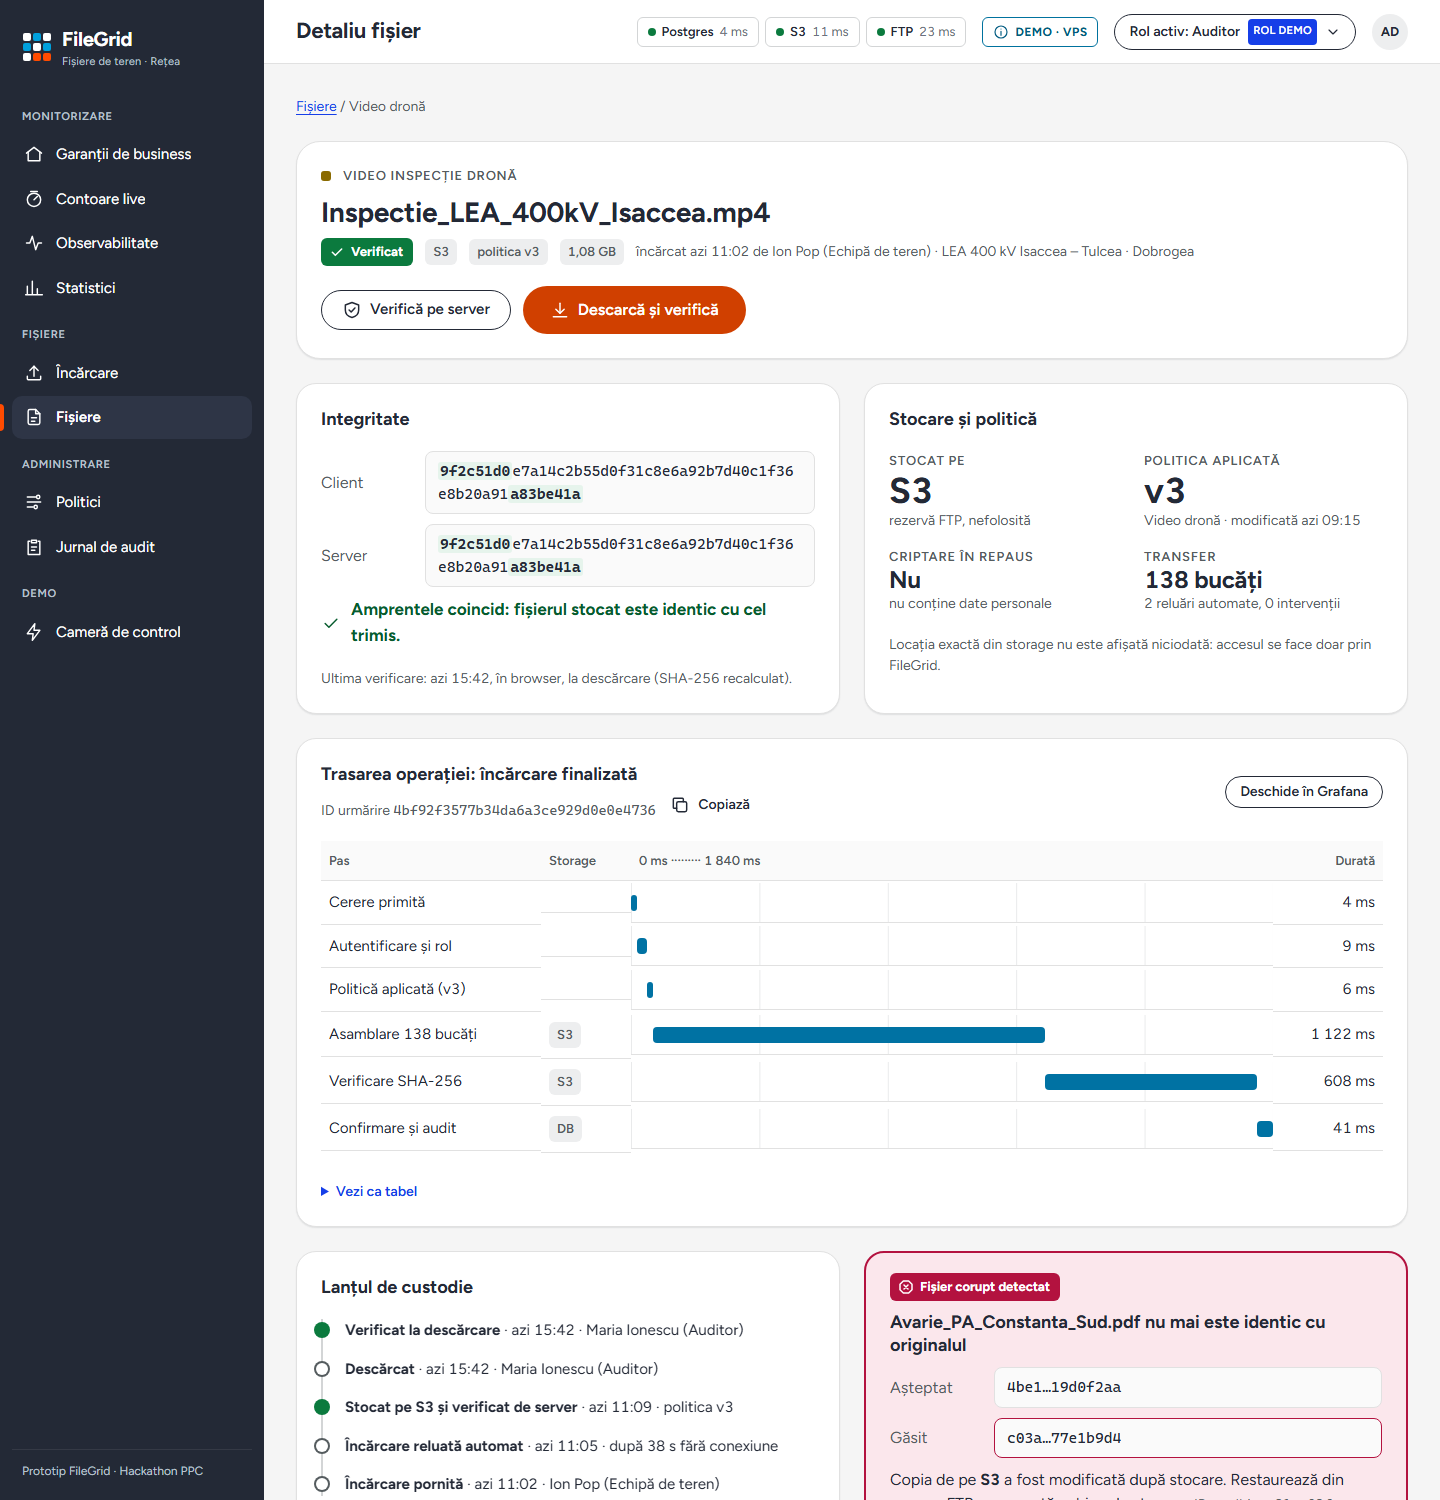 FileGrid
Fișiere de teren · Rețea
MONITORIZARE
Garanții de business
Contoare live
Observabilitate
Statistici
FIȘIERE
Încărcare
Fișiere
ADMINISTRARE
Politici
Jurnal de audit
DEMO
Cameră de control
Prototip FileGrid · Hackathon PPC
Detaliu fișier
Postgres 4 ms
S3 11 ms
FTP 23 ms
DEMO · VPS
Rol activ: Auditor ROL DEMO
AD
Fișiere / Video dronă
VIDEO INSPECȚIE DRONĂ
Inspectie_LEA_400kV_Isaccea.mp4
Verificat S3 politica v3 1,08 GB încărcat azi 11:02 de Ion Pop (Echipă de teren) · LEA 400 kV Isaccea – Tulcea · Dobrogea
Verifică pe server
Descarcă și verifică
Integritate
Client
9f2c51d0e7a14c2b55d0f31c8e6a92b7d40c1f36
e8b20a91a83be41a
Server
9f2c51d0e7a14c2b55d0f31c8e6a92b7d40c1f36
e8b20a91a83be41a
Amprentele coincid: fișierul stocat este identic cu cel
trimis.
Ultima verificare: azi 15:42, în browser, la descărcare (SHA-256 recalculat).
Stocare și politică
STOCAT PE
S3
rezervă FTP, nefolosită
POLITICA APLICATĂ
v3
Video dronă · modificată azi 09:15
CRIPTARE ÎN REPAUS
Nu
nu conține date personale
TRANSFER
138 bucăți
2 reluări automate, 0 intervenții
Locația exactă din storage nu este afișată niciodată: accesul se face doar prin
FileGrid.
Trasarea operației: încărcare finalizată
ID urmărire 4bf92f3577b34da6a3ce929d0e0e4736 Copiază
Deschide în Grafana
Pas Storage 0 ms ········· 1 840 ms Durată
Cerere primită 4 ms
Autentificare și rol 9 ms
Politică aplicată (v3) 6 ms
Asamblare 138 bucăți S3 1 122 ms
Verificare SHA-256 S3 608 ms
Confirmare și audit DB 41 ms
Vezi ca tabel
Lanțul de custodie
Verificat la descărcare · azi 15:42 · Maria Ionescu (Auditor)
Descărcat · azi 15:42 · Maria Ionescu (Auditor)
Stocat pe S3 și verificat de server · azi 11:09 · politica v3
Încărcare reluată automat · azi 11:05 · după 38 s fără conexiune
Încărcare pornită · azi 11:02 · Ion Pop (Echipă de teren)
Fișier corupt detectat
Avarie_PA_Constanta_Sud.pdf nu mai este identic cu
originalul
Așteptat
4be1…19d0f2aa
Găsit
c03a…77e1b9d4
Copia de pe S3 a fost modificată după stocare. Restaurează din